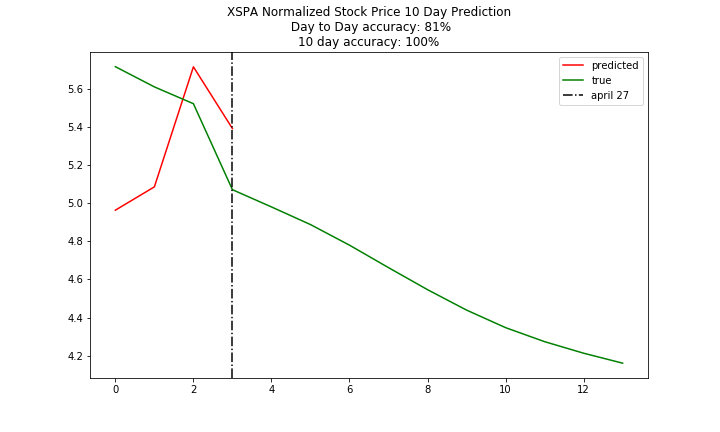 XSPA Normalized Stock Price 10 Day Prediction
Day to Day accuracy: 81%
10 day accuracy: 100%
predicted
true
april 27
5.6
5.4
5.2
5.0
4.8
4.6
4.4
4.2
0 2 4 6 8 10 12